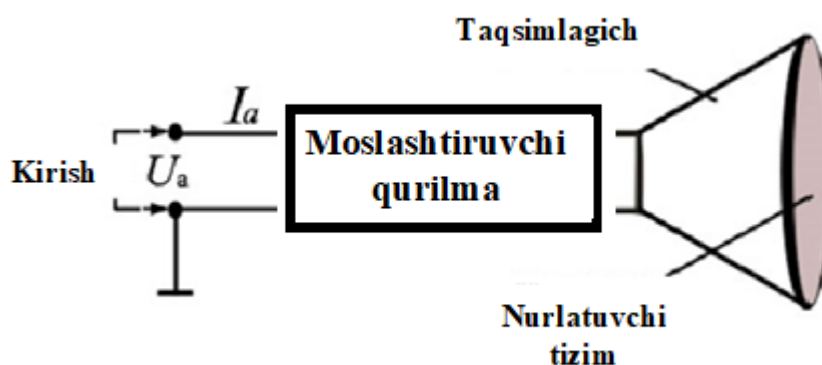 Taqsimlagich
Ia
Moslashtiruvchi
qurilma
Kirish
Ua
Nurlatuvchi
tizim